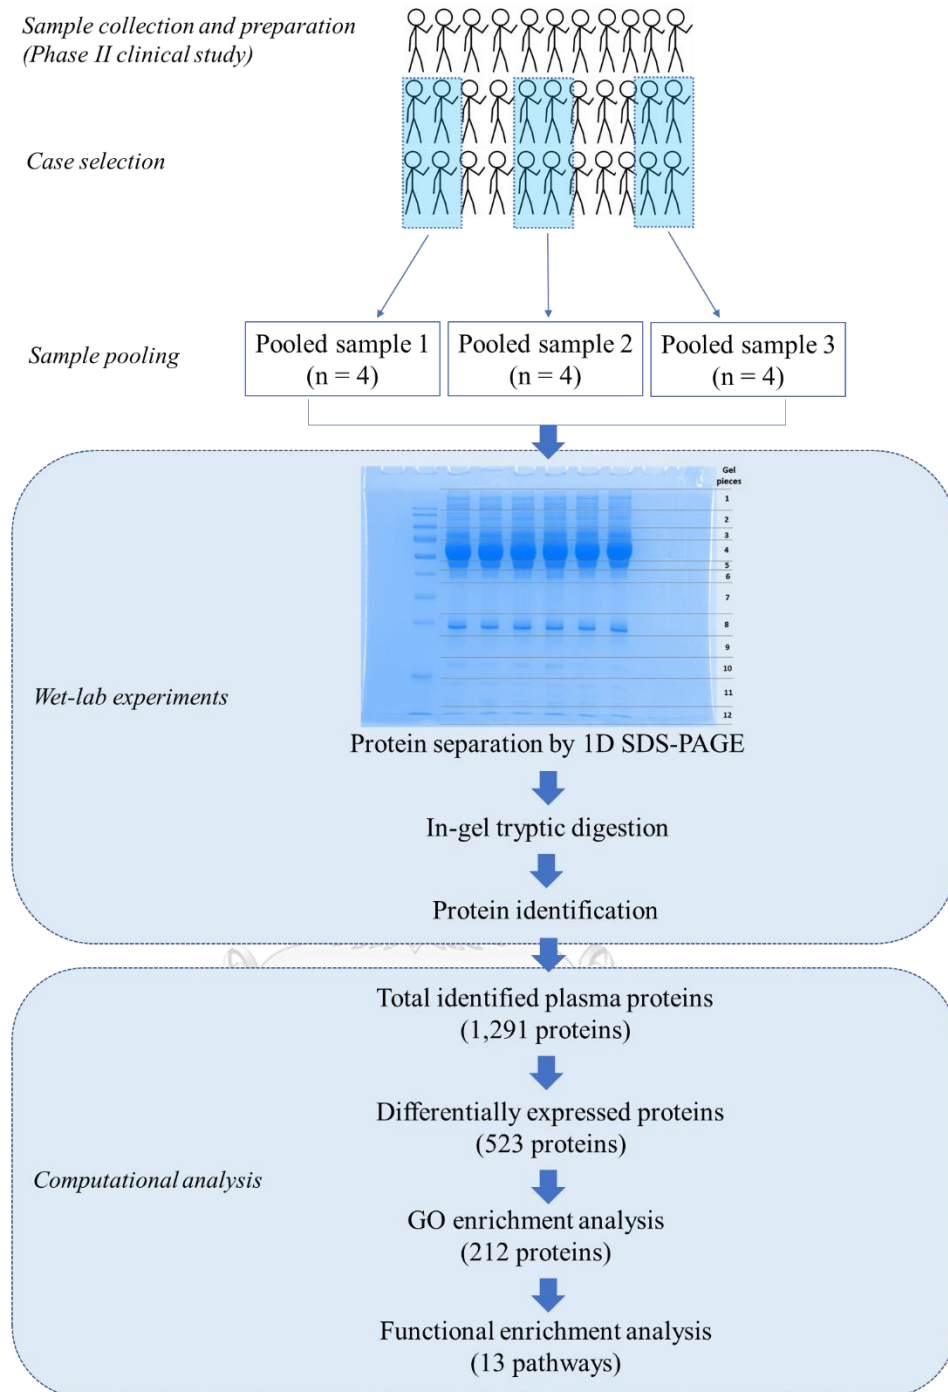 Sample collection and preparation
(Phase II clinical study)
Case selection
Sample pooling
Pooled sample 1
(n = 4)
Pooled sample 2
(n = 4)
Pooled sample 3
(n = 4)
Wet-lab experiments
Gel
pieces
1
2
3
4
5
6
7
8
9
10
11
12
Protein separation by 1D SDS-PAGE
In-gel tryptic digestion
Protein identification
Computational analysis
Total identified plasma proteins
(1,291 proteins)
Differentially expressed proteins
(523 proteins)
GO enrichment analysis
(212 proteins)
Functional enrichment analysis
(13 pathways)